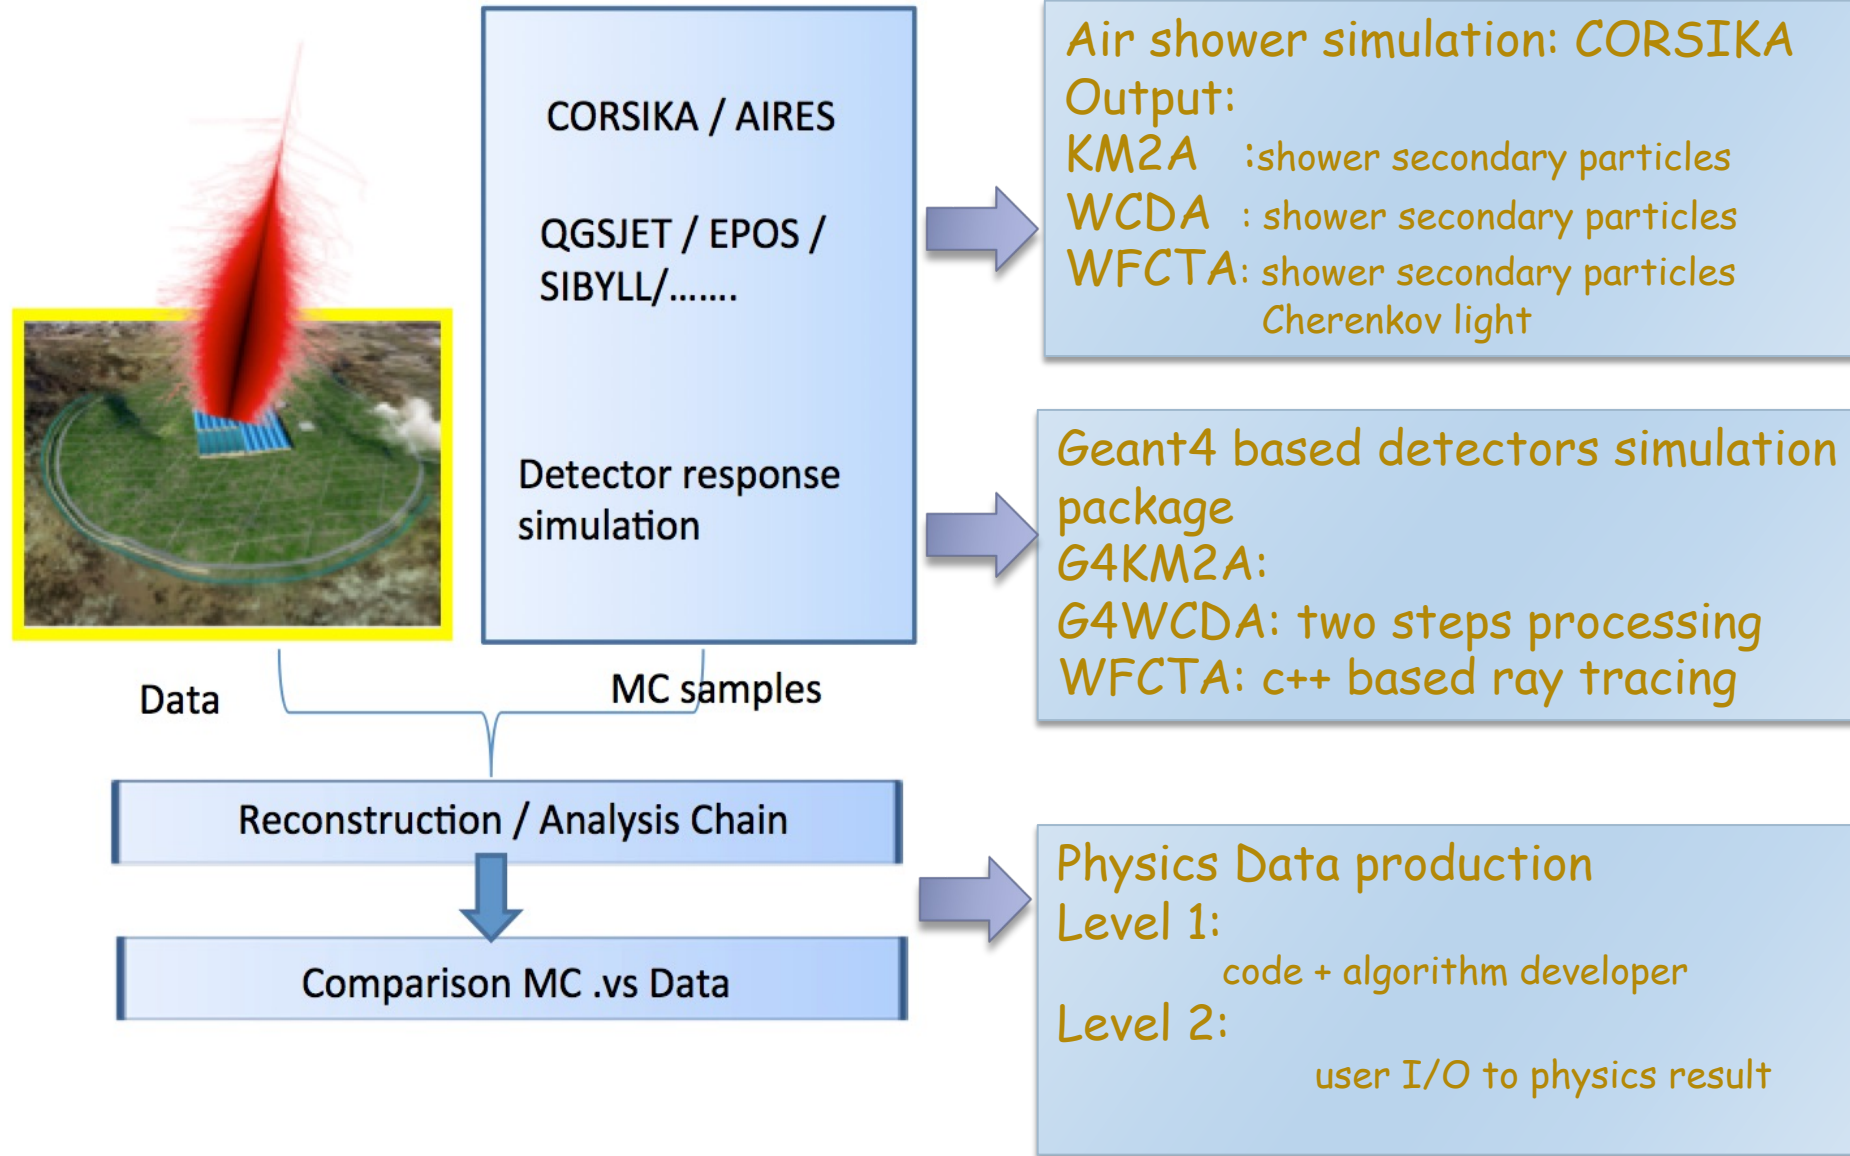 CORSIKA / AIRES
QGSJET / EPOS /
SIBYLL/.......
Detector response
simulation
Data
MC samples
Reconstruction / Analysis Chain
Comparison MC .vs Data
Air shower simulation: CORSIKA
Output:
KM2A :shower secondary particles
WCDA : shower secondary particles
WFCTA: shower secondary particles
Cherenkov light
Geant4 based detectors simulation
package
G4KM2A:
G4WCDA: two steps processing
WFCTA: c++ based ray tracing
Physics Data production
Level 1:
code + algorithm developer
Level 2:
user I/O to physics result